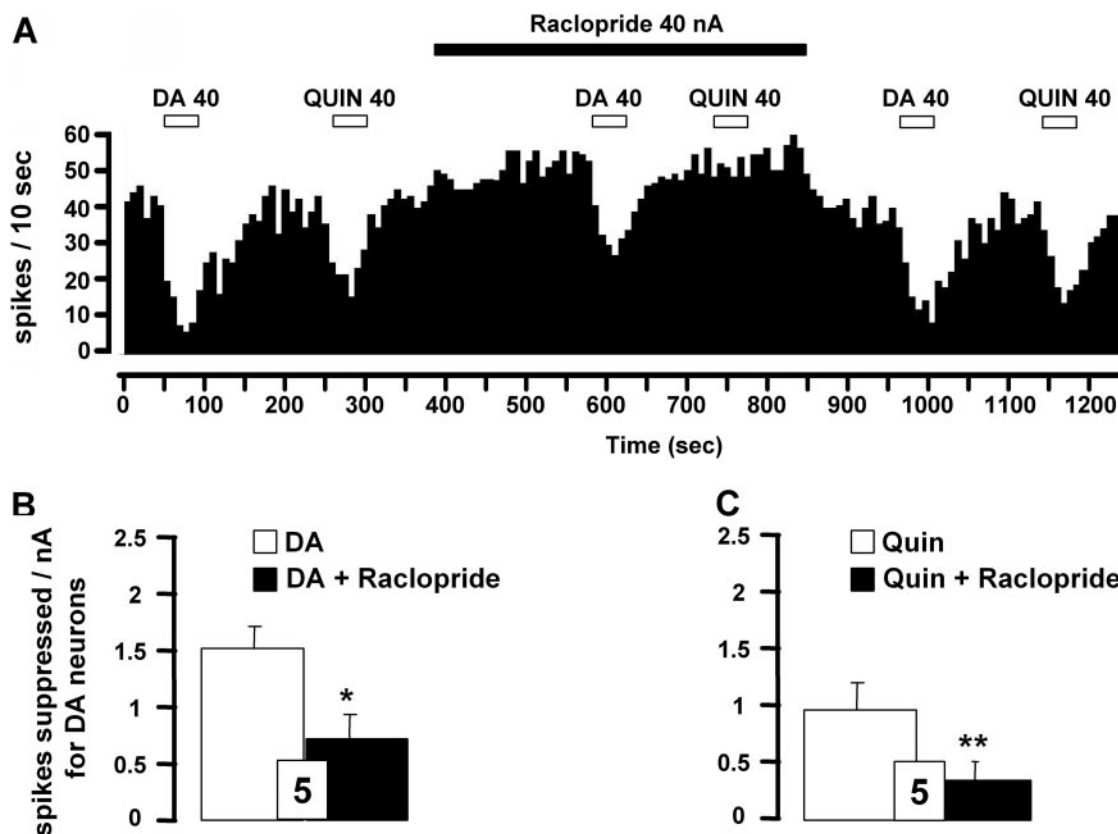 A
Raclopride 40 nA
DA 40
QUIN 40
DA 40
QUIN 40
DA 40
QUIN 40
spikes / 10 sec
60
50
40
30
20
10
0
0 100 200 300 400 500 600 700 800 900 1000 1100 1200
Time (sec)
B
spikes suppressed / nA
for DA neurons
2.5
2
1.5
1
0.5
0
DA
DA + Raclopride
*
5
C
2.5
2
1.5
1
0.5
0
Quin
Quin + Raclopride
**
5